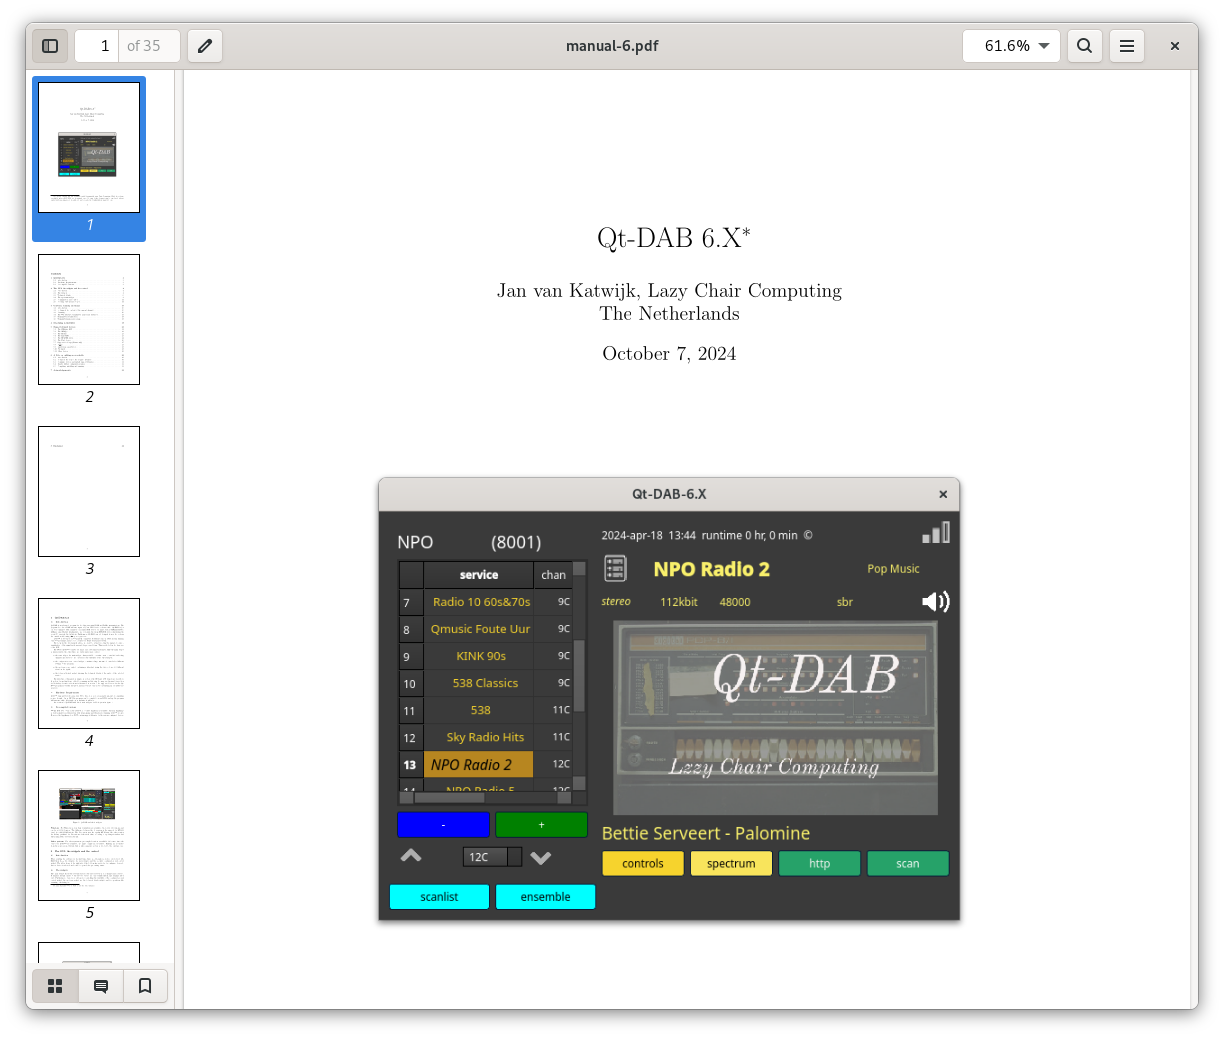 1 of 35
manual-6.pdf
61.6%
1
2
3
4
5
Qt-DAB 6.X*
Jan van Katwijk, Lazy Chair Computing
The Netherlands
October 7, 2024
Qt-DAB-6.X
NPO (8001)
service chan
7 Radio 10 60s&70s 9C
8 Qmusic Foute Uur 9C
9 KINK 90s 9C
10 538 Classics 9C
11 538 11C
12 Sky Radio Hits 11C
13 NPO Radio 2 12C
14 NPO Radio 5 12C
- +
12C
scanlist ensemble
2024-apr-18 13:44 runtime 0 hr, 0 min ©
NPO Radio 2 Pop Music
stereo 112kbit 48000 sbr
Qt-DAB
Lzzy Chair Computing
Bettie Serveert - Palomine
controls spectrum http scan